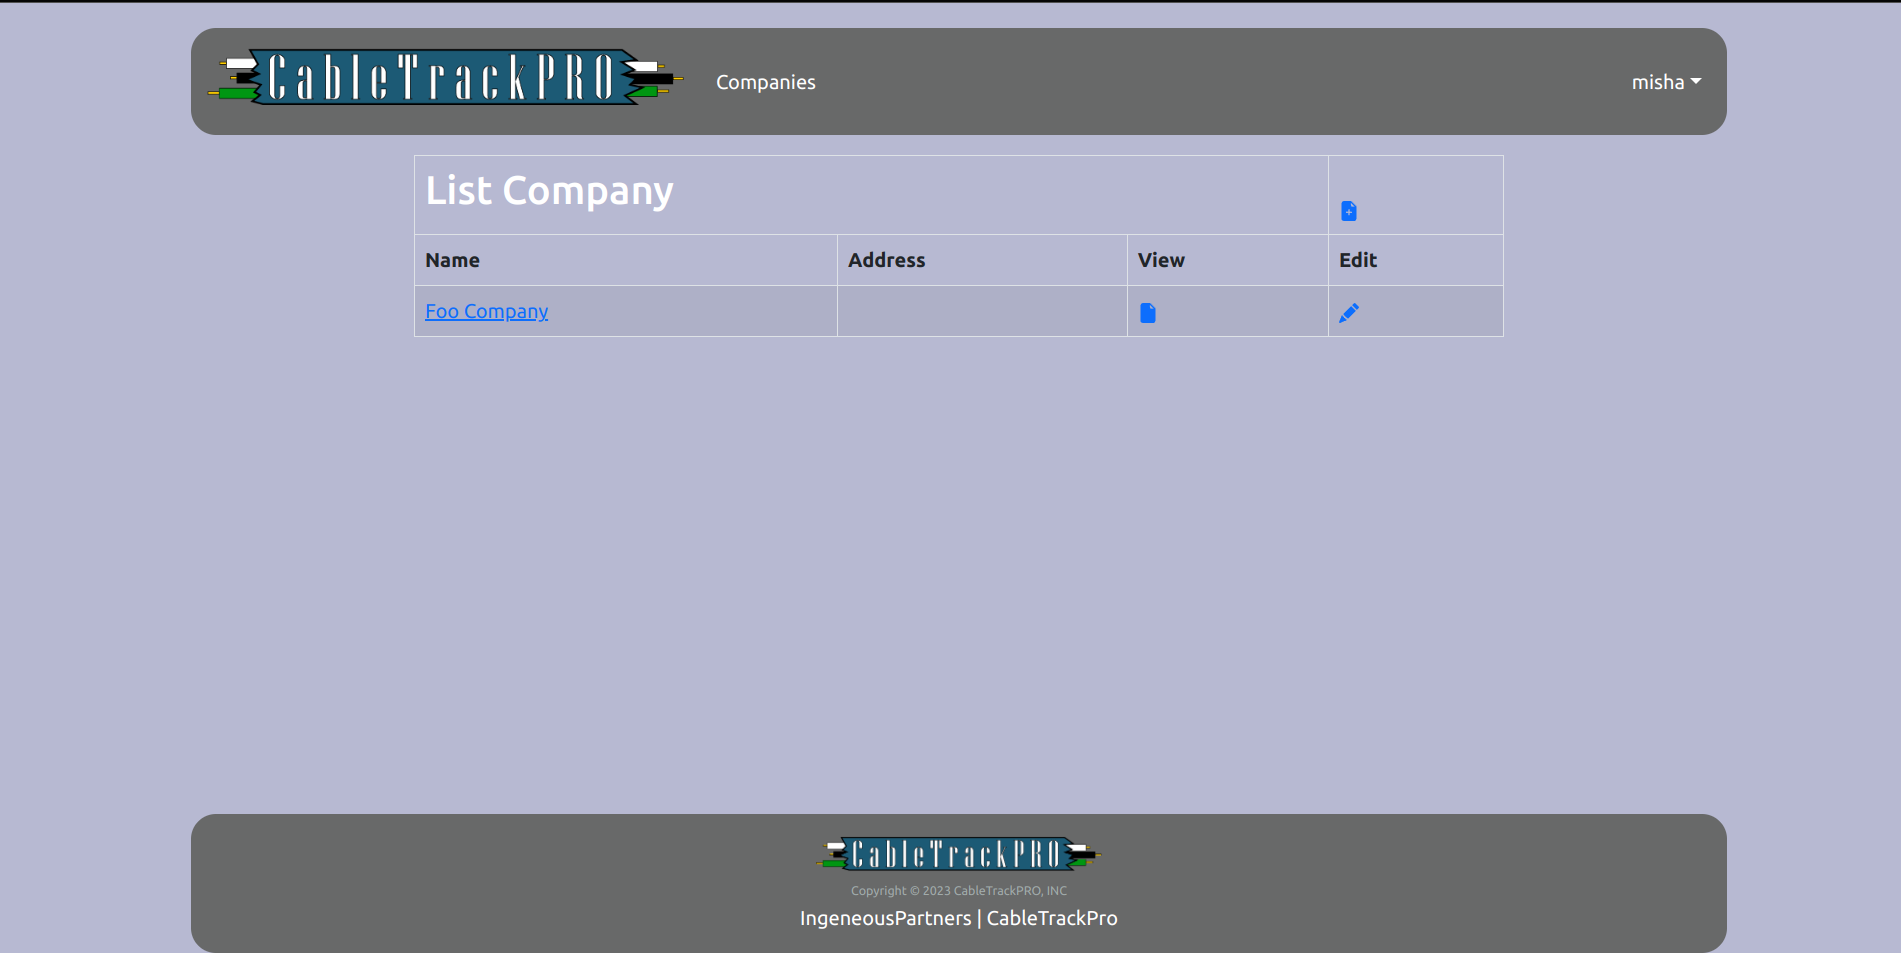 CableTrackPRO
Companies
misha
List Company
Name Address View Edit
Foo Company
CableTrackPRO
Copyright © 2023 CableTrackPRO, INC
IngeneousPartners | CableTrackPro